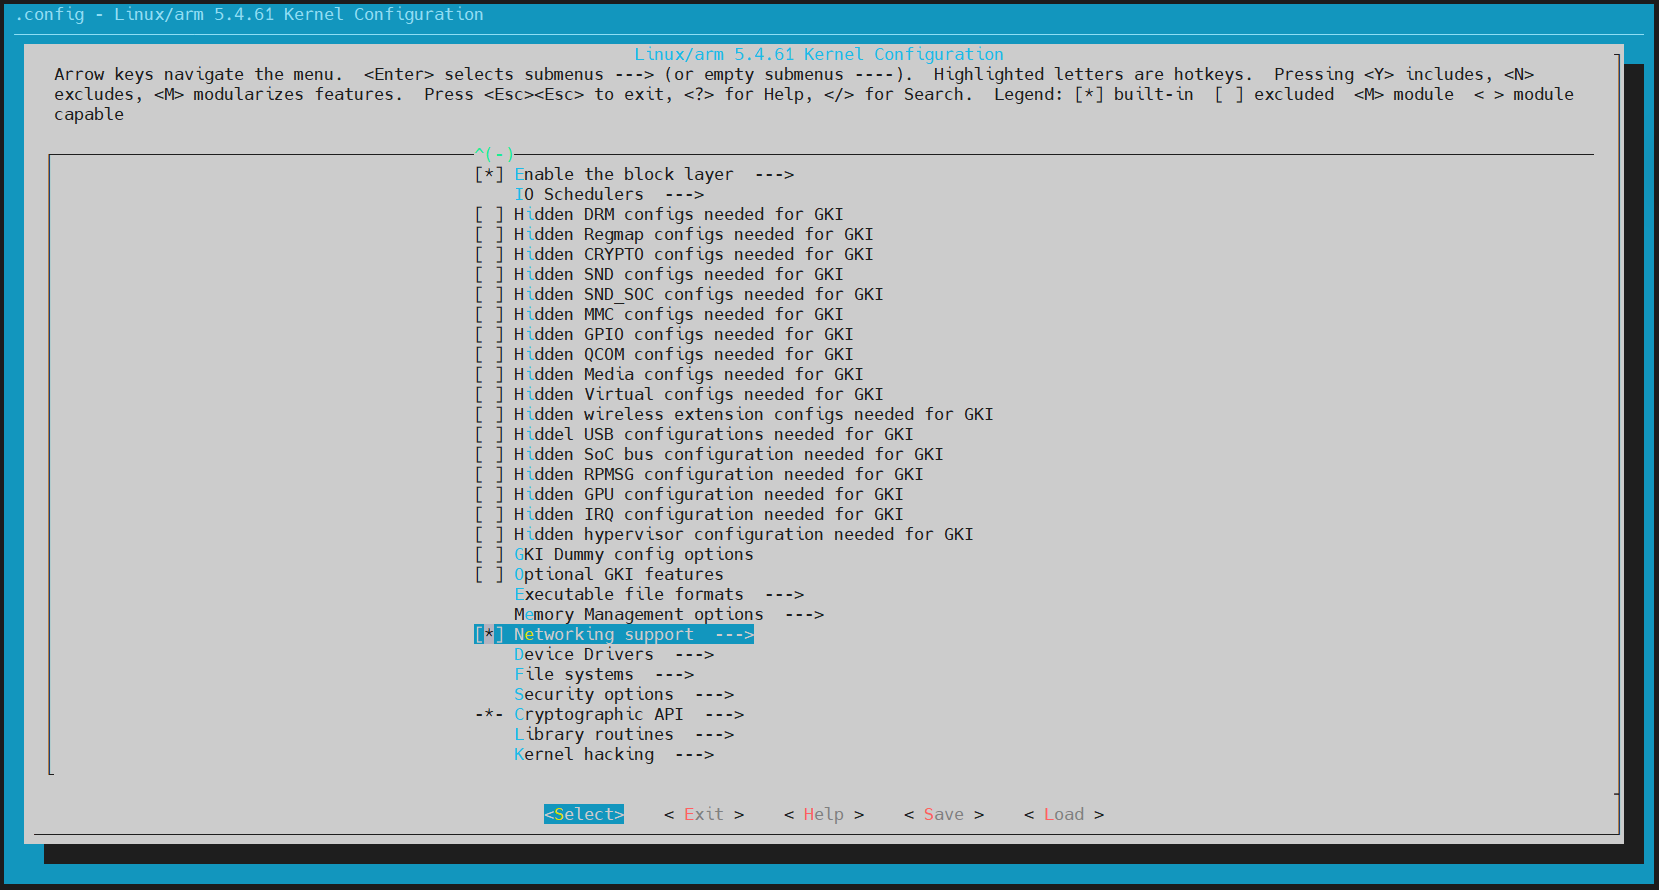 .config - Linux/arm 5.4.61 Kernel Configuration
Linux/arm 5.4.61 Kernel Configuration
Arrow keys navigate the menu.  <Enter> selects submenus ---> (or empty submenus ----).  Highlighted letters are hotkeys.  Pressing <Y> includes, <N>
excludes, <M> modularizes features.  Press <Esc><Esc> to exit, <?> for Help, </> for Search.  Legend: [*] built-in  [ ] excluded  <M> module  < > module
capable
^(-)
[*] Enable the block layer  --->
IO Schedulers  --->
[ ] Hidden DRM configs needed for GKI
[ ] Hidden Regmap configs needed for GKI
[ ] Hidden CRYPTO configs needed for GKI
[ ] Hidden SND configs needed for GKI
[ ] Hidden SND_SOC configs needed for GKI
[ ] Hidden MMC configs needed for GKI
[ ] Hidden GPIO configs needed for GKI
[ ] Hidden QCOM configs needed for GKI
[ ] Hidden Media configs needed for GKI
[ ] Hidden Virtual configs needed for GKI
[ ] Hidden wireless extension configs needed for GKI
[ ] Hiddel USB configurations needed for GKI
[ ] Hidden SoC bus configuration needed for GKI
[ ] Hidden RPMSG configuration needed for GKI
[ ] Hidden GPU configuration needed for GKI
[ ] Hidden IRQ configuration needed for GKI
[ ] Hidden hypervisor configuration needed for GKI
[ ] GKI Dummy config options
[ ] Optional GKI features
Executable file formats  --->
Memory Management options  --->
[*] Networking support  --->
Device Drivers  --->
File systems  --->
Security options  --->
-*- Cryptographic API  --->
Library routines  --->
Kernel hacking  --->
<Select>    < Exit >    < Help >    < Save >    < Load >